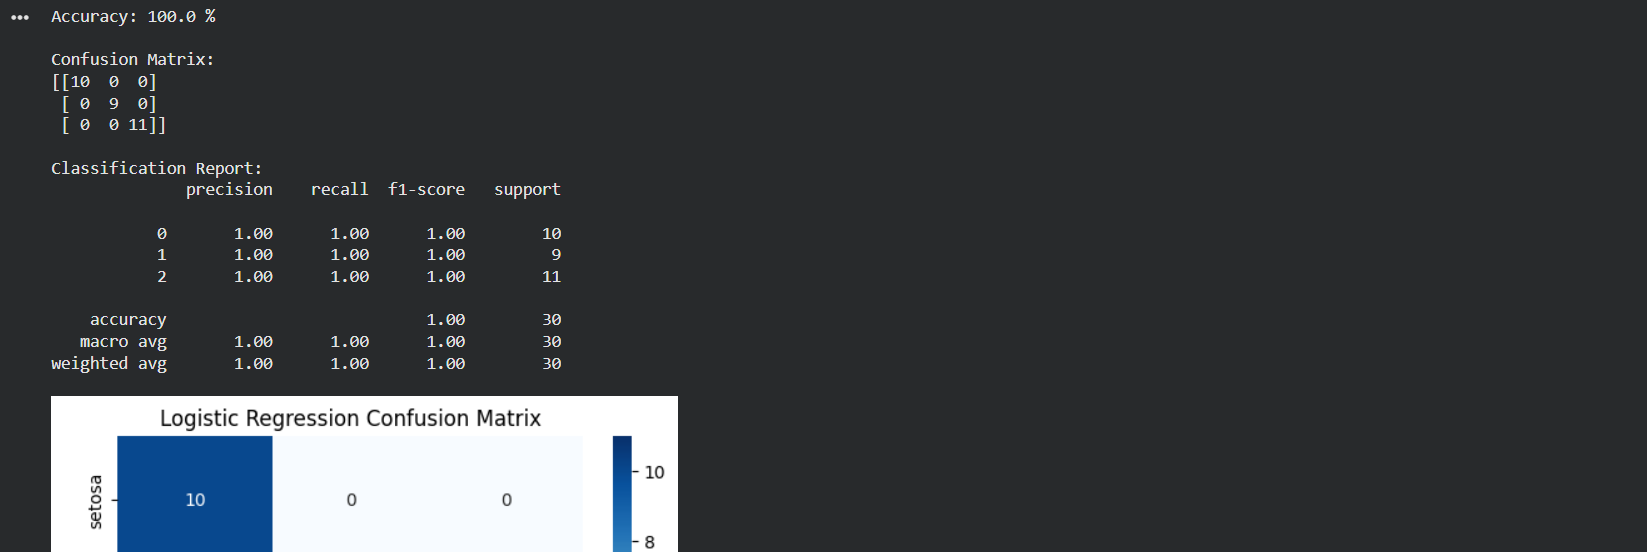 Accuracy: 100.0 %
Confusion Matrix:
[[10  0  0]
 [ 0  9  0]
 [ 0  0 11]]
Classification Report:
              precision    recall  f1-score   support
           0       1.00      1.00      1.00        10
           1       1.00      1.00      1.00         9
           2       1.00      1.00      1.00        11
    accuracy                           1.00        30
   macro avg       1.00      1.00      1.00        30
weighted avg       1.00      1.00      1.00        30
Logistic Regression Confusion Matrix
setosa
10 0 0
10
8